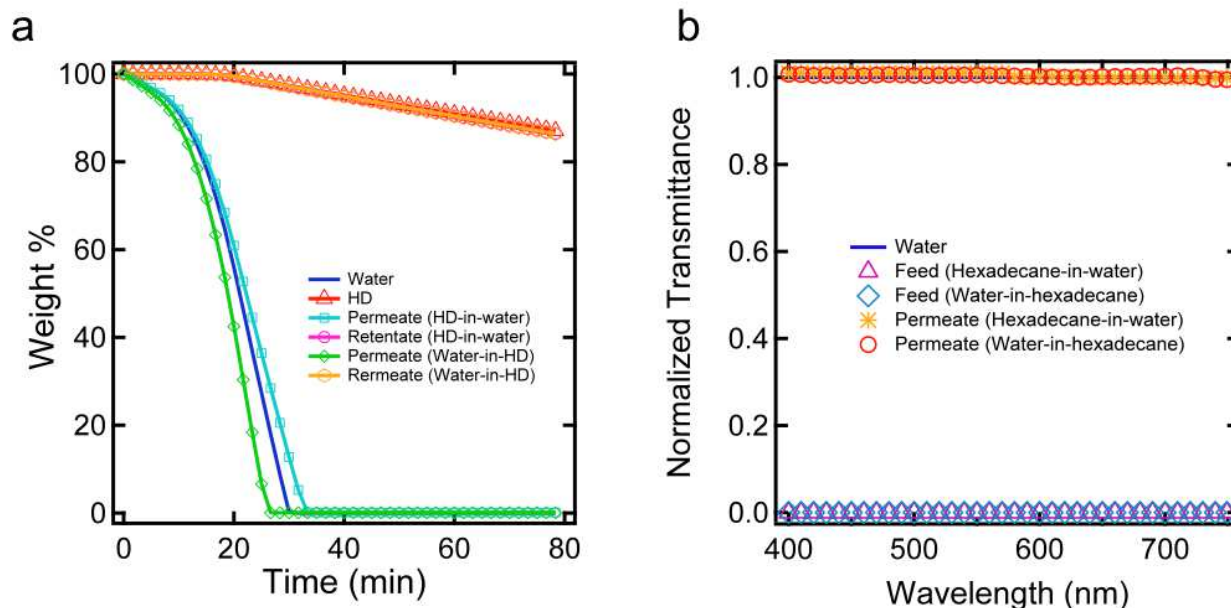 a
Weight %
100
80
60
40
20
0
Water
HD
Permeate (HD-in-water)
Retentate (HD-in-water)
Permeate (Water-in-HD)
Rermeate (Water-in-HD)
0 20 40 60 80
Time (min)
b
Normalized Transmittance
1.0
0.8
0.6
0.4
0.2
0.0
Water
Feed (Hexadecane-in-water)
Feed (Water-in-hexadecane)
Permeate (Hexadecane-in-water)
Permeate (Water-in-hexadecane)
400 500 600 700
Wavelength (nm)